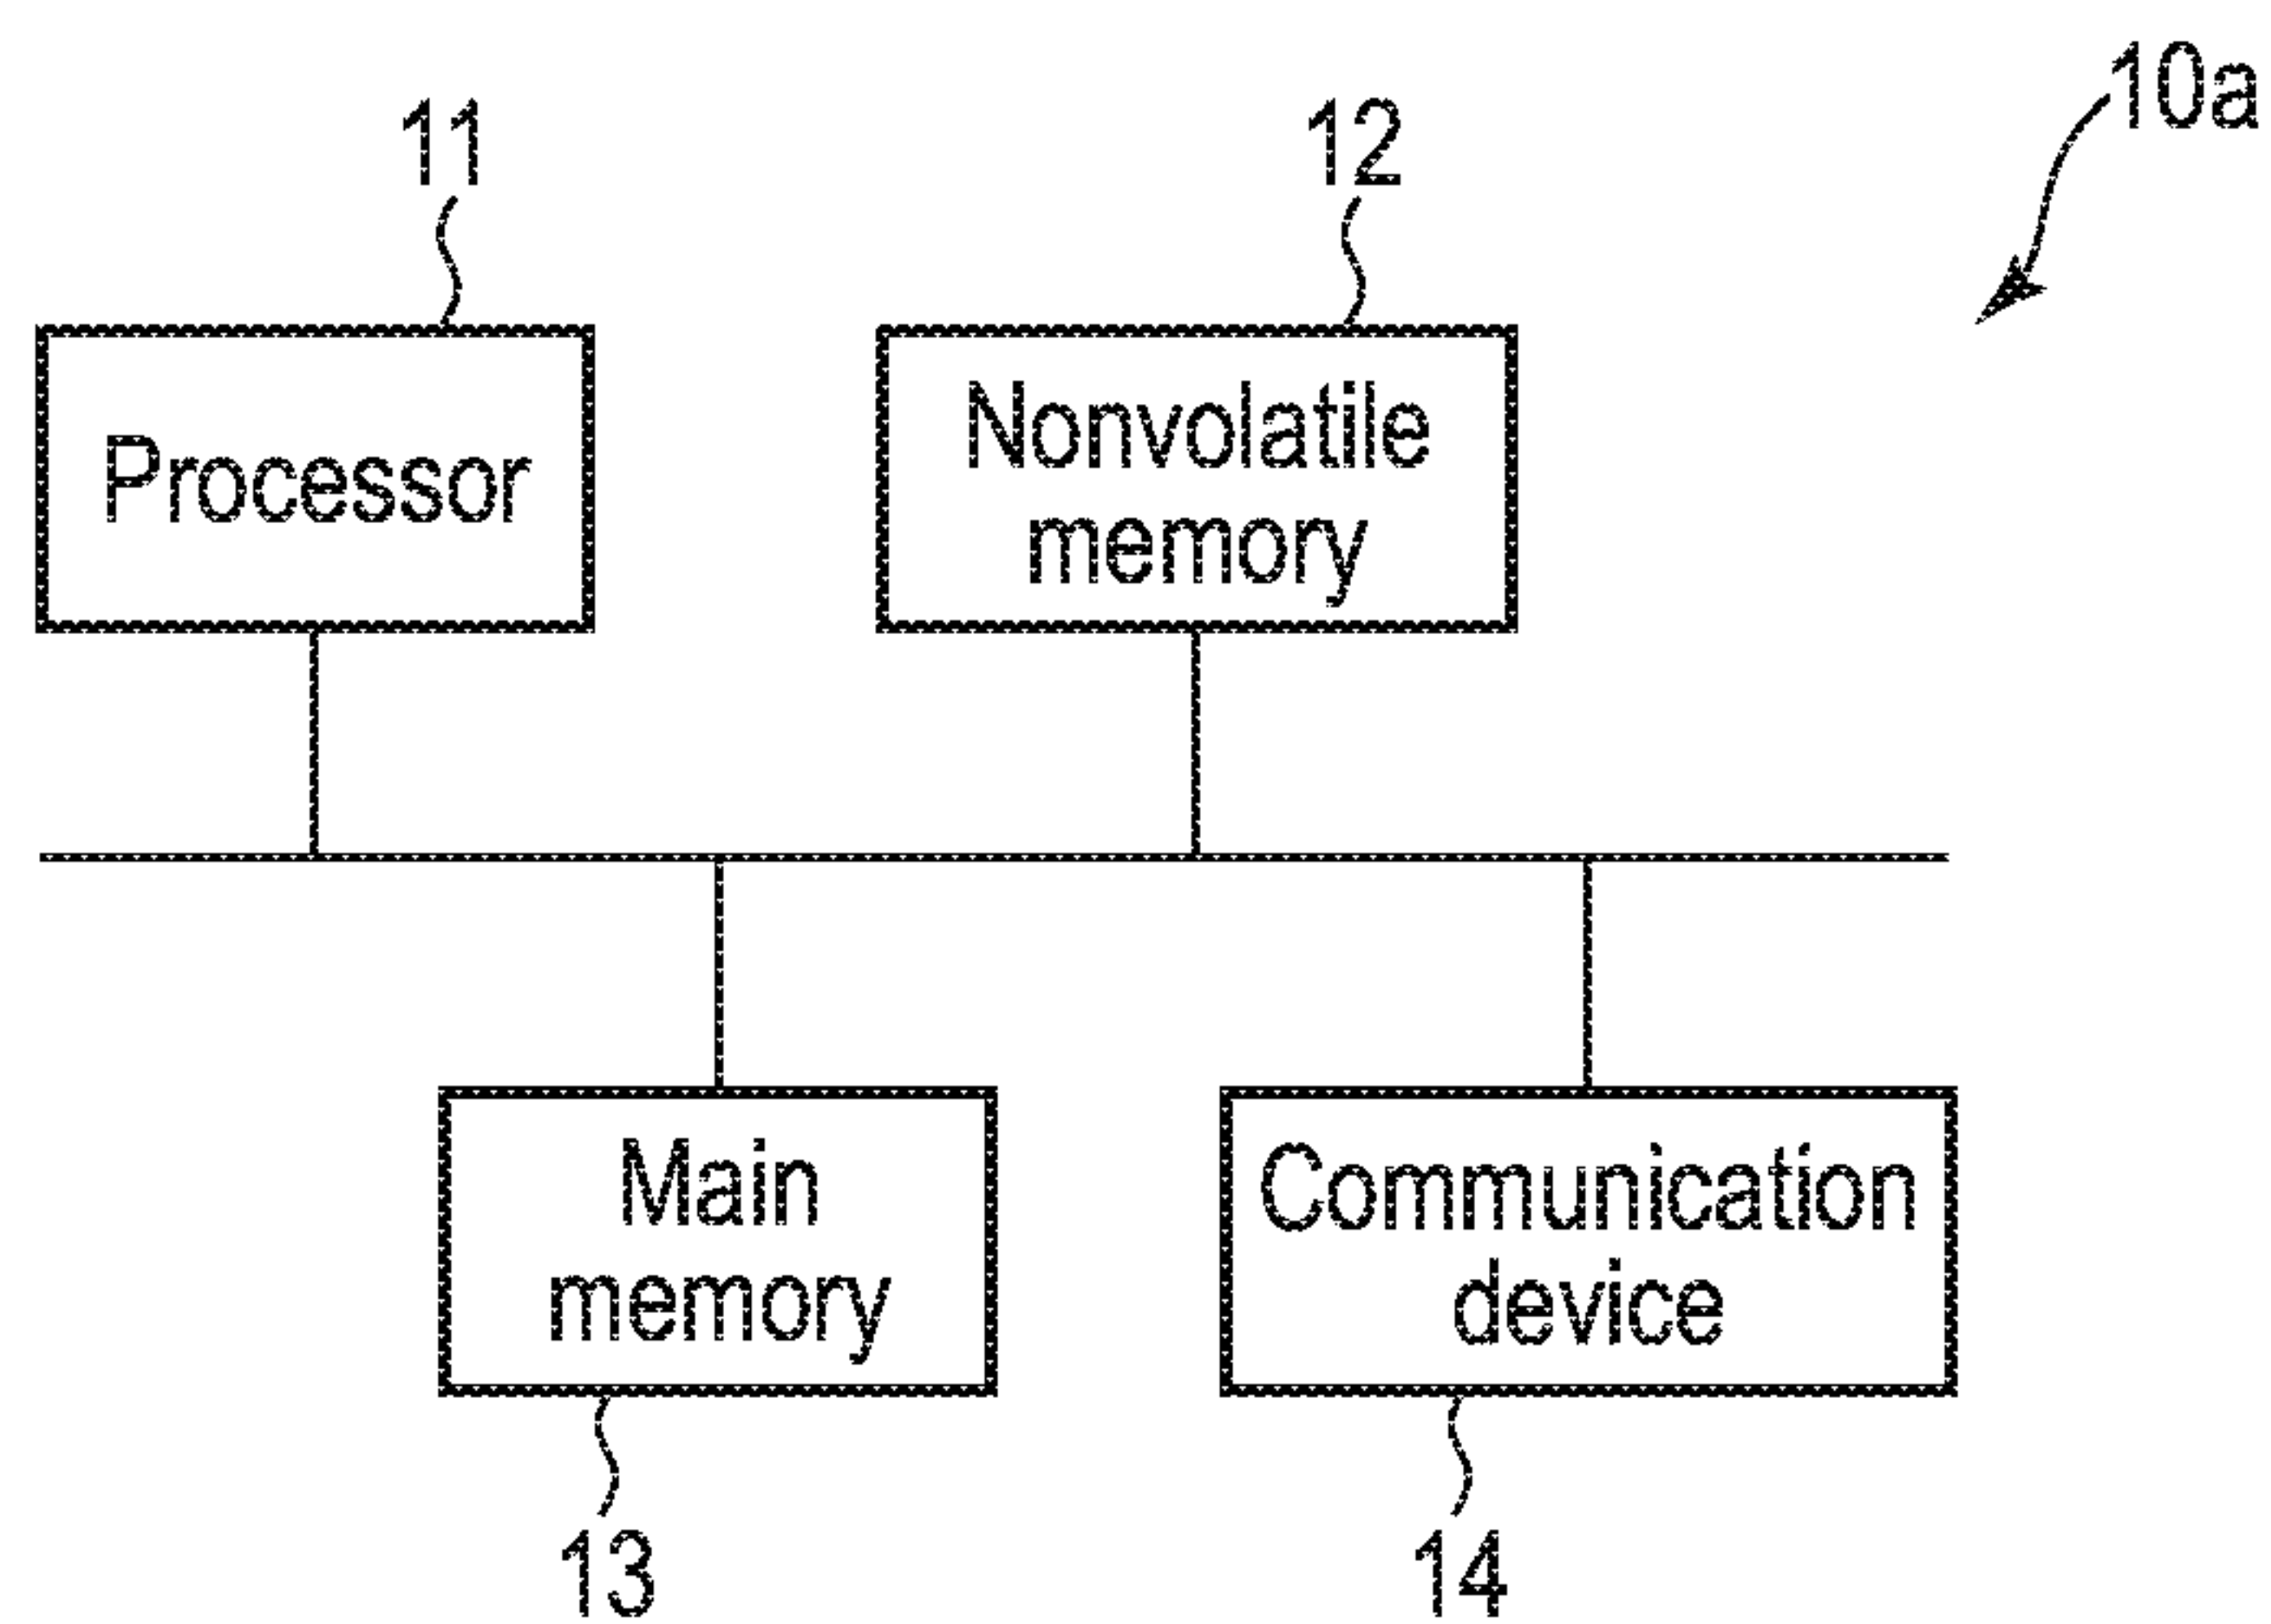 10a
11
12
Processor
Nonvolatile
memory
Main
memory
Communication
device
13
14